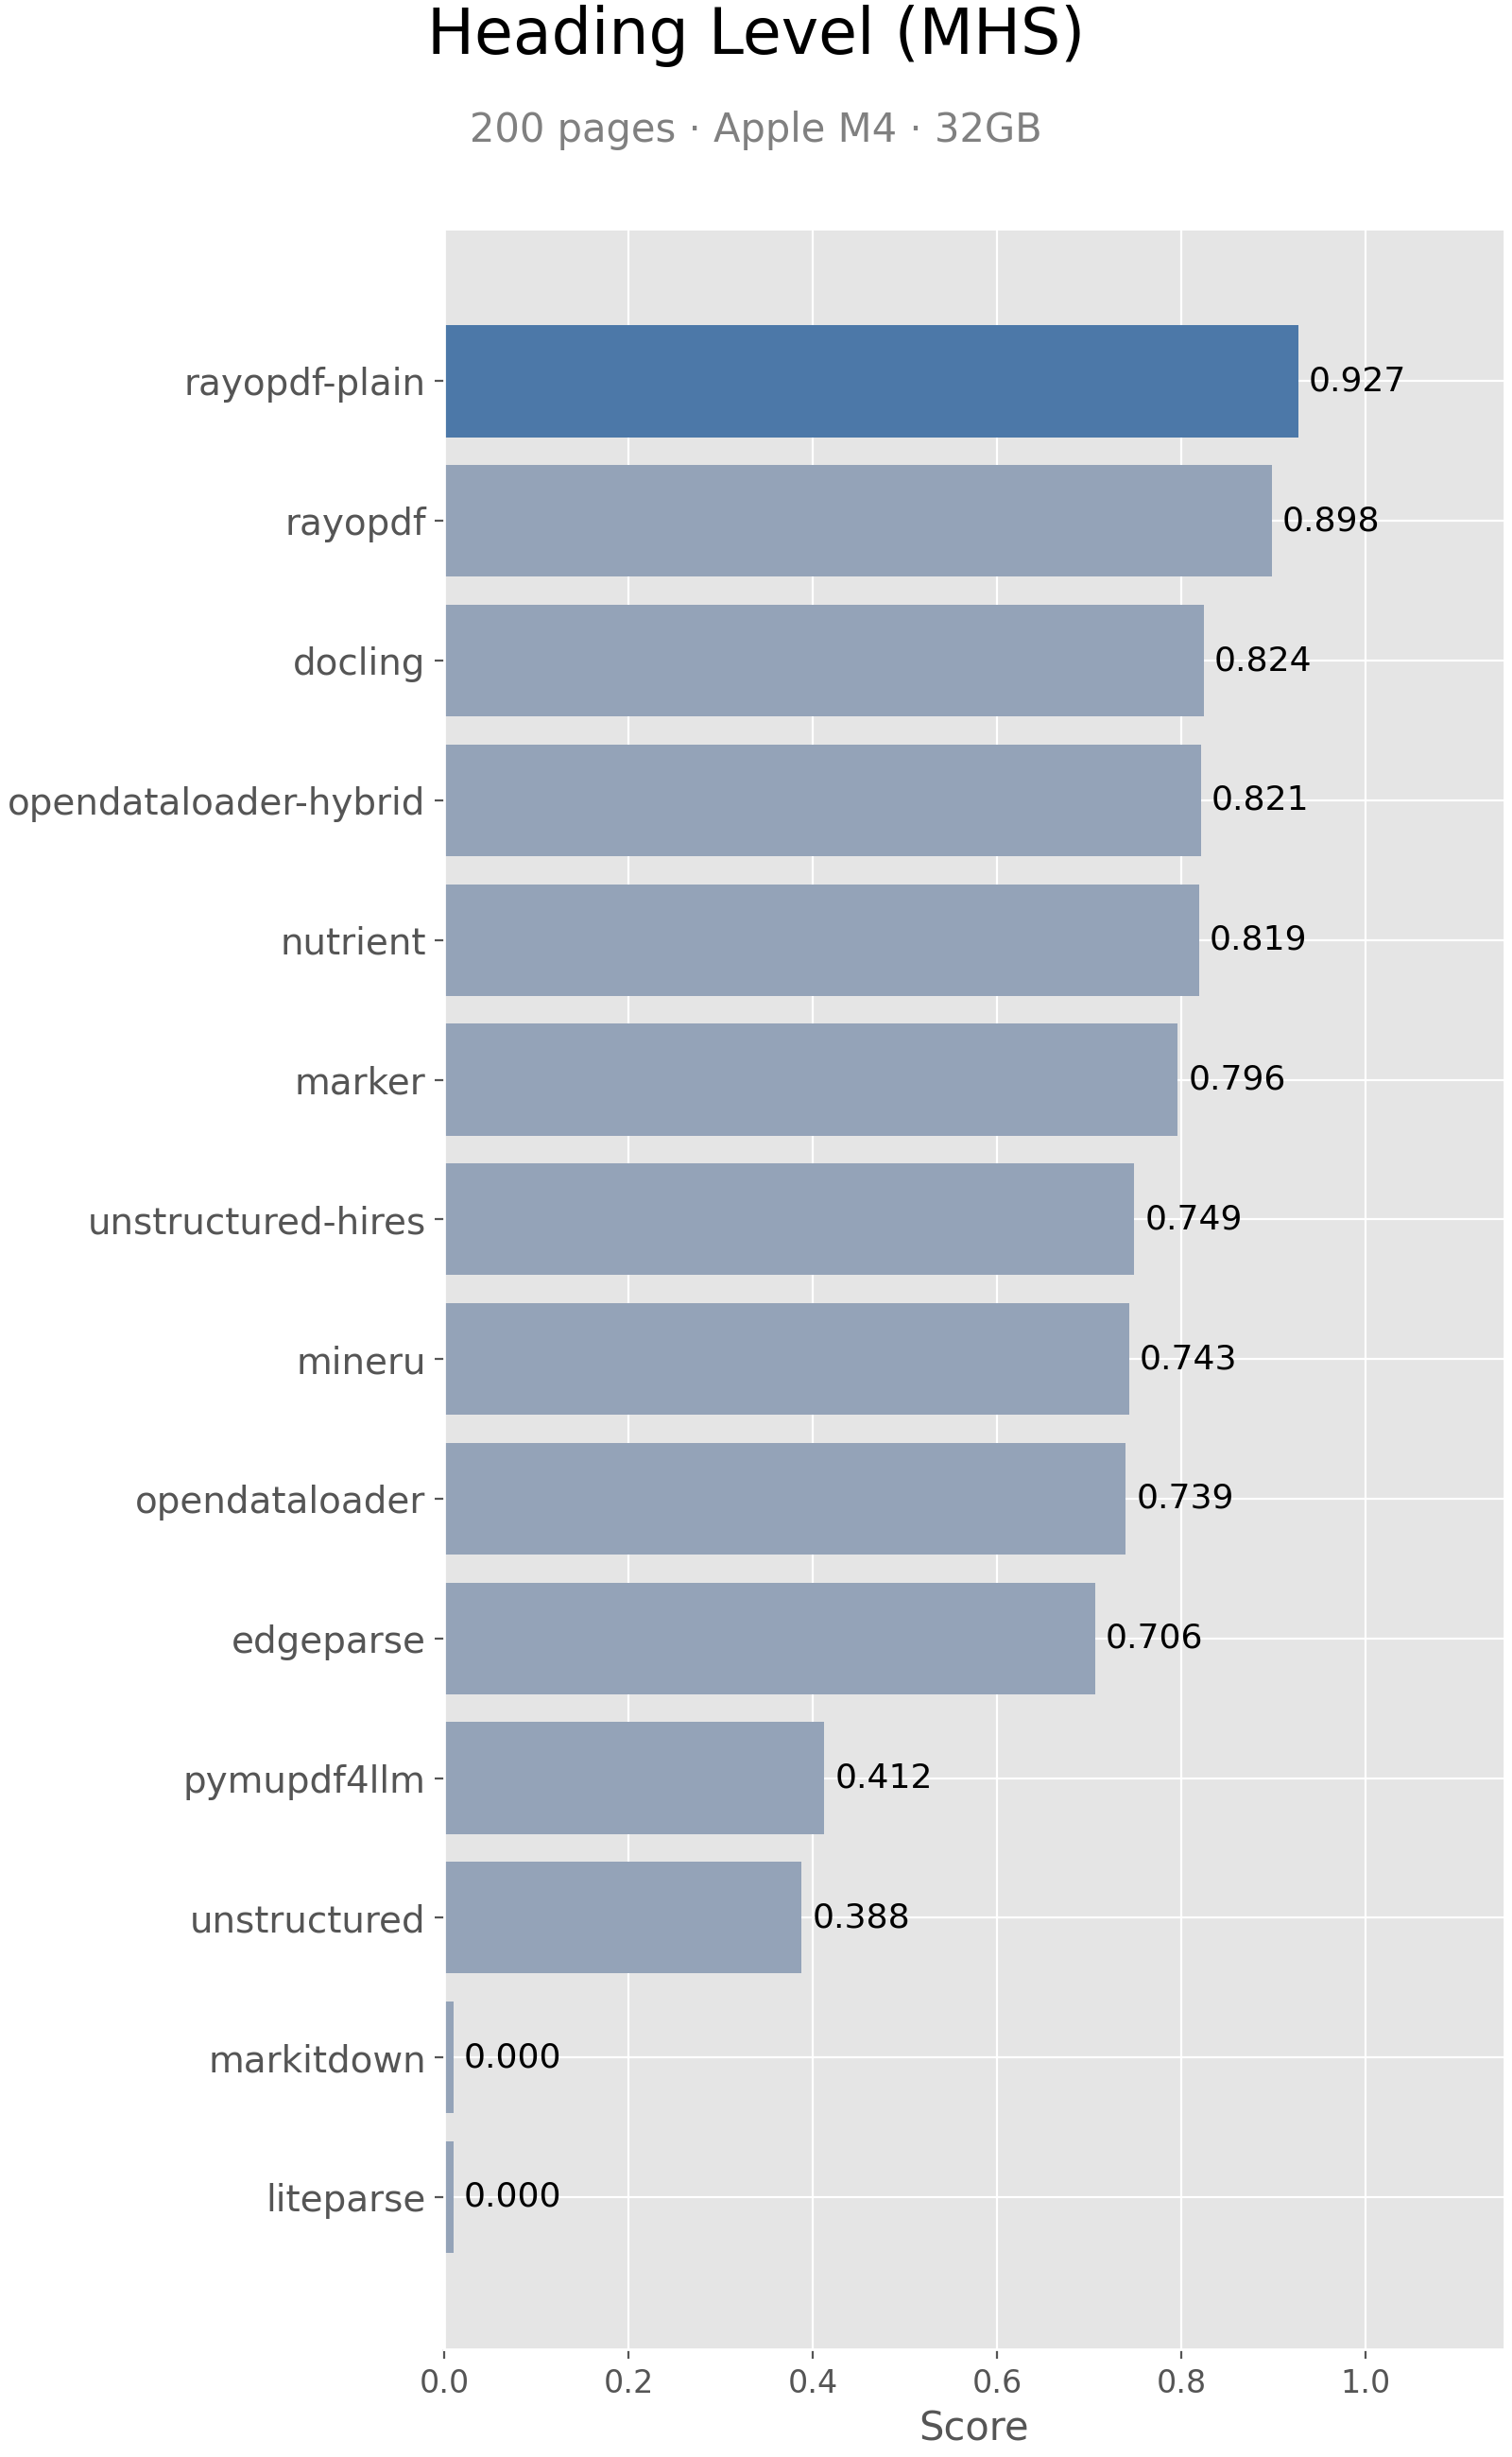 Heading Level (MHS)
200 pages · Apple M4 · 32GB
rayopdf-plain 0.927
rayopdf 0.898
docling 0.824
opendataloader-hybrid 0.821
nutrient 0.819
marker 0.796
unstructured-hires 0.749
mineru 0.743
opendataloader 0.739
edgeparse 0.706
pymupdf4llm 0.412
unstructured 0.388
markitdown 0.000
liteparse 0.000
0.0 0.2 0.4 0.6 0.8 1.0
Score